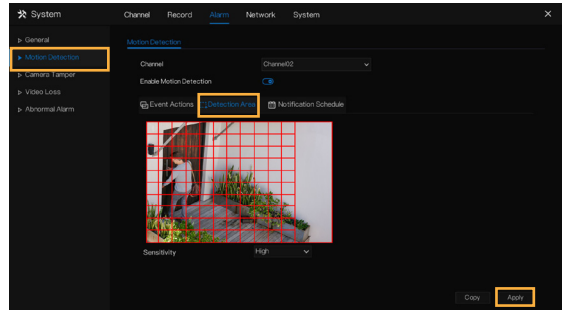 System
Channel Record Alarm Network System
General
Motion Detection
Camera Tamper
Video Loss
Abnormal Alarm
Motion Detection
Channel Channel02
Enable Motion Detection
Event Actions Detection Area Notification Schedule
Sensitivity High
Copy Apply